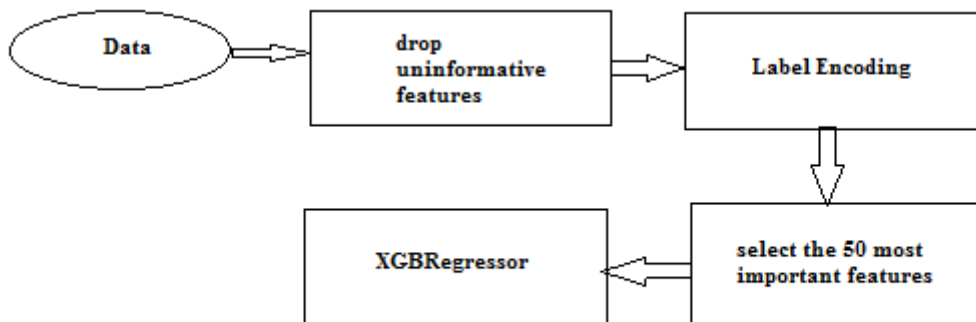 Data
drop
uninformative
features
Label Encoding
select the 50 most
important features
XGBRegressor